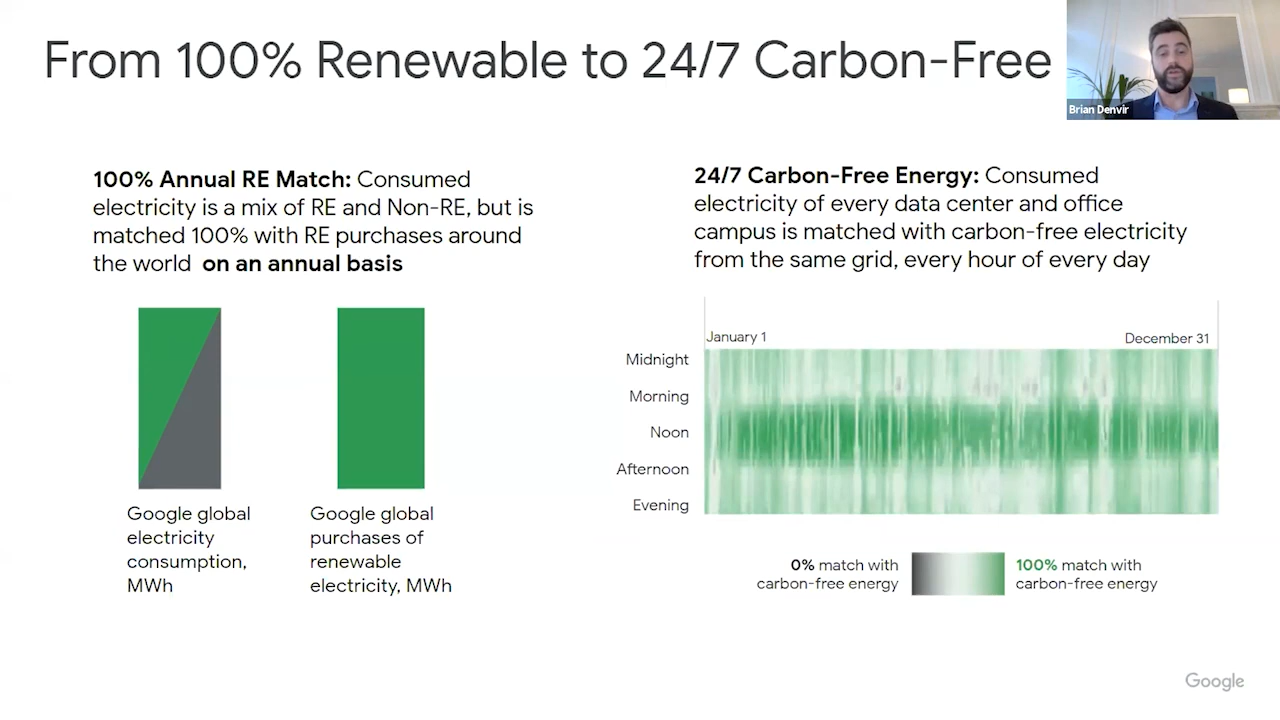 From 100% Renewable to 24/7 Carbon-Free
Brian Denvir
100% Annual RE Match: Consumed
electricity is a mix of RE and Non-RE, but is
matched 100% with RE purchases around
the world on an annual basis
Google global
electricity
consumption,
MWh
Google global
purchases of
renewable
electricity, MWh
24/7 Carbon-Free Energy: Consumed
electricity of every data center and office
campus is matched with carbon-free electricity
from the same grid, every hour of every day
January 1
December 31
Midnight
Morning
Noon
Afternoon
Evening
0% match with
carbon-free energy
100% match with
carbon-free energy
Google